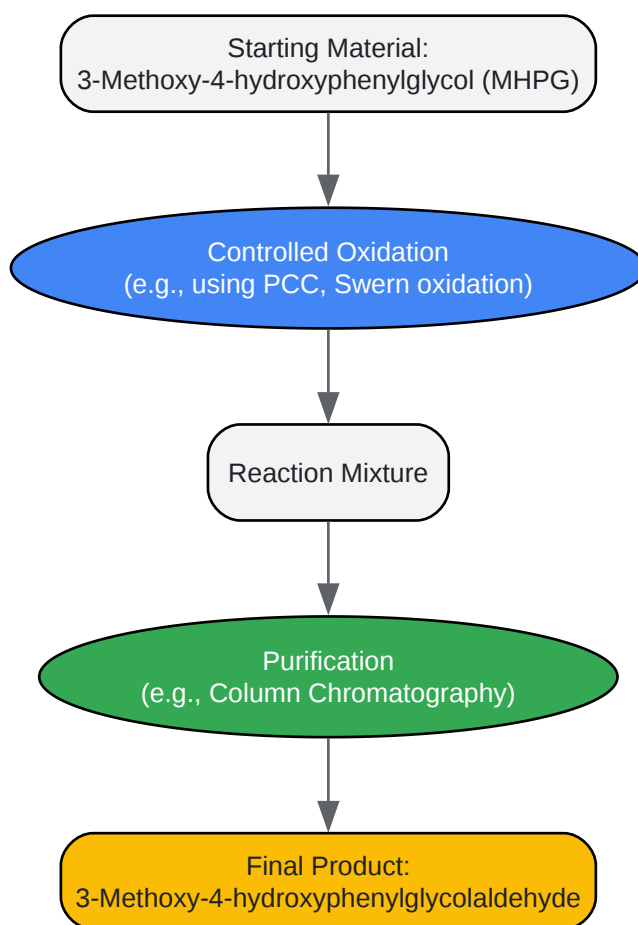 Starting Material:
3-Methoxy-4-hydroxyphenylglycol (MHPG)
Controlled Oxidation
(e.g., using PCC, Swern oxidation)
Reaction Mixture
Purification
(e.g., Column Chromatography)
Final Product:
3-Methoxy-4-hydroxyphenylglycolaldehyde